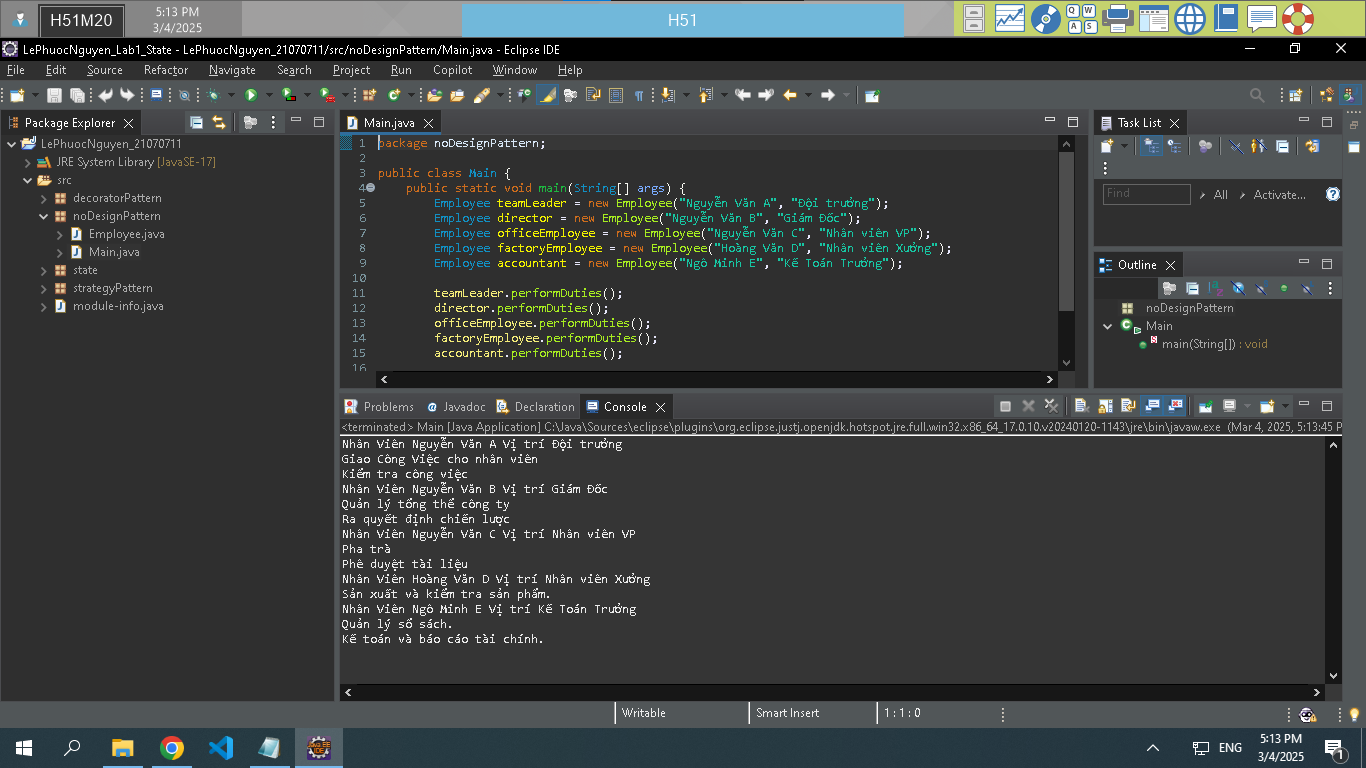 H51M20
5:13 PM
3/4/2025
H51
LePhuocNguyen_Lab1_State - LePhuocNguyen_21070711/src/noDesignPattern/Main.java - Eclipse IDE
File Edit Source Refactor Navigate Search Project Run Copilot Window Help
Package Explorer
LePhuocNguyen_21070711
JRE System Library [JavaSE-17]
src
decoratorPattern
noDesignPattern
Employee.java
Main.java
state
strategyPattern
module-info.java
Main.java
1 package noDesignPattern;
2
3 public class Main {
4 public static void main(String[] args) {
5 Employee teamLeader = new Employee("Nguyễn Văn A", "Đội trưởng");
6 Employee director = new Employee("Nguyễn Văn B", "Giám Đốc");
7 Employee officeEmployee = new Employee("Nguyễn Văn C", "Nhân viên VP");
8 Employee factoryEmployee = new Employee("Hoàng Văn D", "Nhân viên Xưởng");
9 Employee accountant = new Employee("Ngô Minh E", "Kế Toán Trưởng");
10
11 teamLeader.performDuties();
12 director.performDuties();
13 officeEmployee.performDuties();
14 factoryEmployee.performDuties();
15 accountant.performDuties();
16
Task List
Find
All
Activate...
Outline
noDesignPattern
Main
main(String[]) : void
Problems Javadoc Declaration Console
<terminated> Main [Java Application] C:\Java\Sources\eclipse\plugins\org.eclipse.justj.openjdk.hotspot.jre.full.win32.x86_64_17.0.10.v20240120-1143\jre\bin\javaw.exe (Mar 4, 2025, 5:13:45 P
Nhân Viên Nguyễn Văn A Vị trí Đội trưởng
Giao Công Việc cho nhân viên
Kiểm tra công việc
Nhân Viên Nguyễn Văn B Vị trí Giám Đốc
Quản lý tổng thể công ty
Ra quyết định chiến lược
Nhân Viên Nguyễn Văn C Vị trí Nhân viên VP
Pha trà
Phê duyệt tài liệu
Nhân Viên Hoàng Văn D Vị trí Nhân viên Xưởng
Sản xuất và kiểm tra sản phẩm.
Nhân Viên Ngô Minh E Vị trí Kế Toán Trưởng
Quản lý sổ sách.
Kế toán và báo cáo tài chính.
Writable
Smart Insert
1 : 1 : 0
ENG
5:13 PM
3/4/2025
1